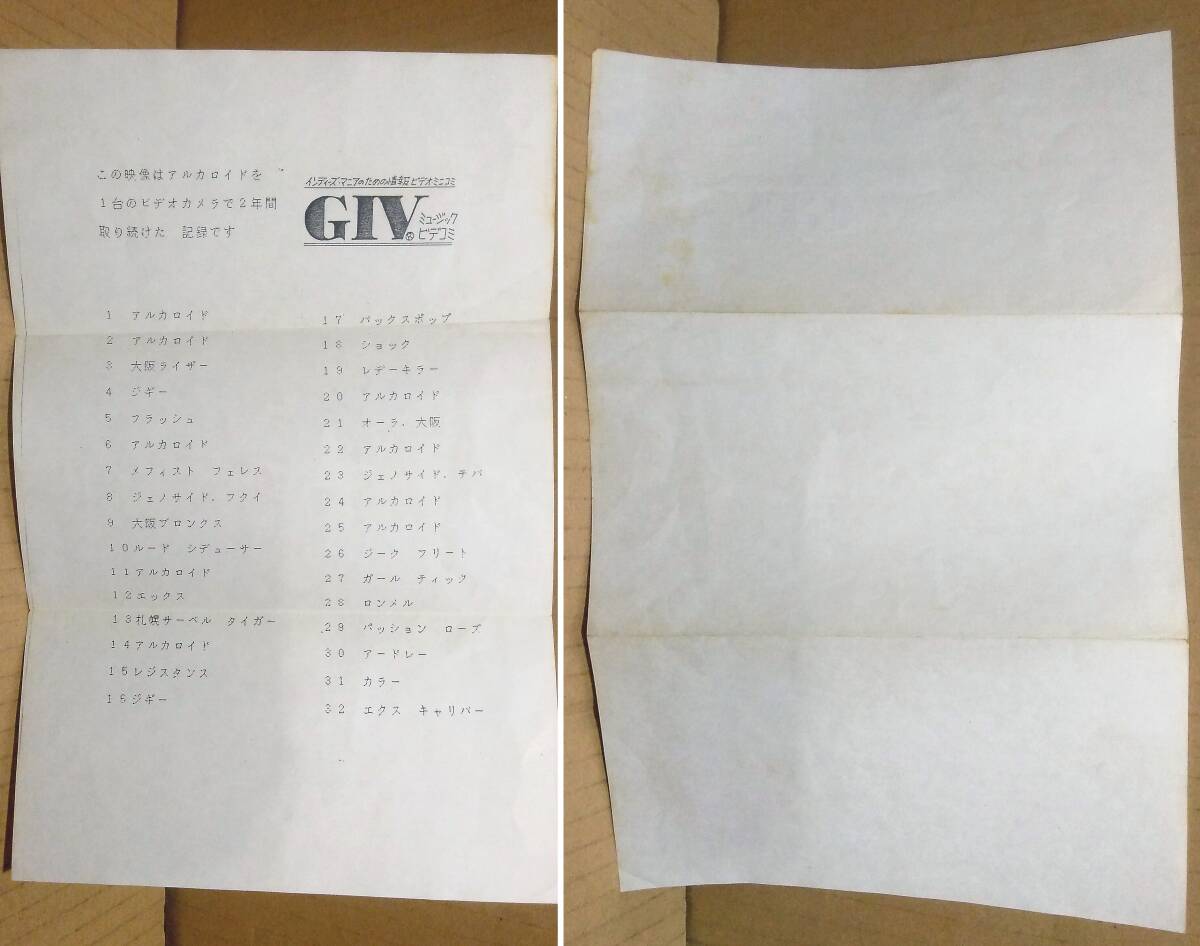 この映像はアルカロイドを
1台のビデオカメラで2年間
取り続けた 記録です
インディーズ・マニアのための情報ビデオミニコミ
GIV
ミュージック
ビデコミ
1 アルカロイド
2 アルカロイド
3 大阪ライザー
4 ジギー
5 フラッシュ
6 アルカロイド
7 メフィスト フェレス
8 ジェノサイド．フクイ
9 大阪ブロンクス
10ルード シデューサー
11アルカロイド
12エックス
13札幌サーベル タイガー
14アルカロイド
15レジスタンス
16ジギー
17 バックスポップ
18 ショック
19 レデーキラー
20 アルカロイド
21 オーラ．大阪
22 アルカロイド
23 ジェノサイド．チバ
24 アルカロイド
25 アルカロイド
26 ジーク フリート
27 ガール ティック
28 ロンメル
29 パッション ローズ
30 アードレー
31 カラー
32 エクス キャリバー